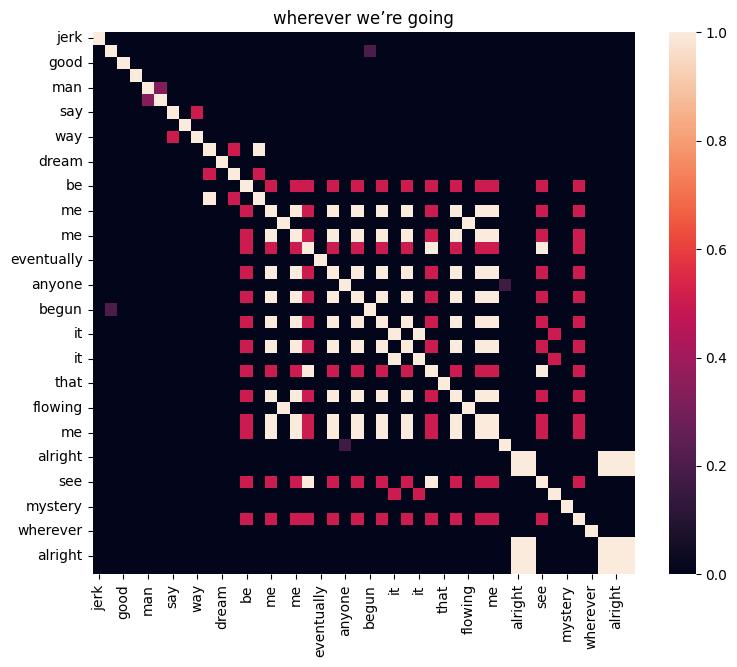 wherever we’re going
jerk
good
man
say
way
dream
be
me
me
eventually
anyone
begun
it
it
that
flowing
me
alright
see
mystery
wherever
alright
1.0
0.8
0.6
0.4
0.2
0.0
jerk good man say way dream be me me eventually anyone begun it it that flowing me alright see mystery wherever alright